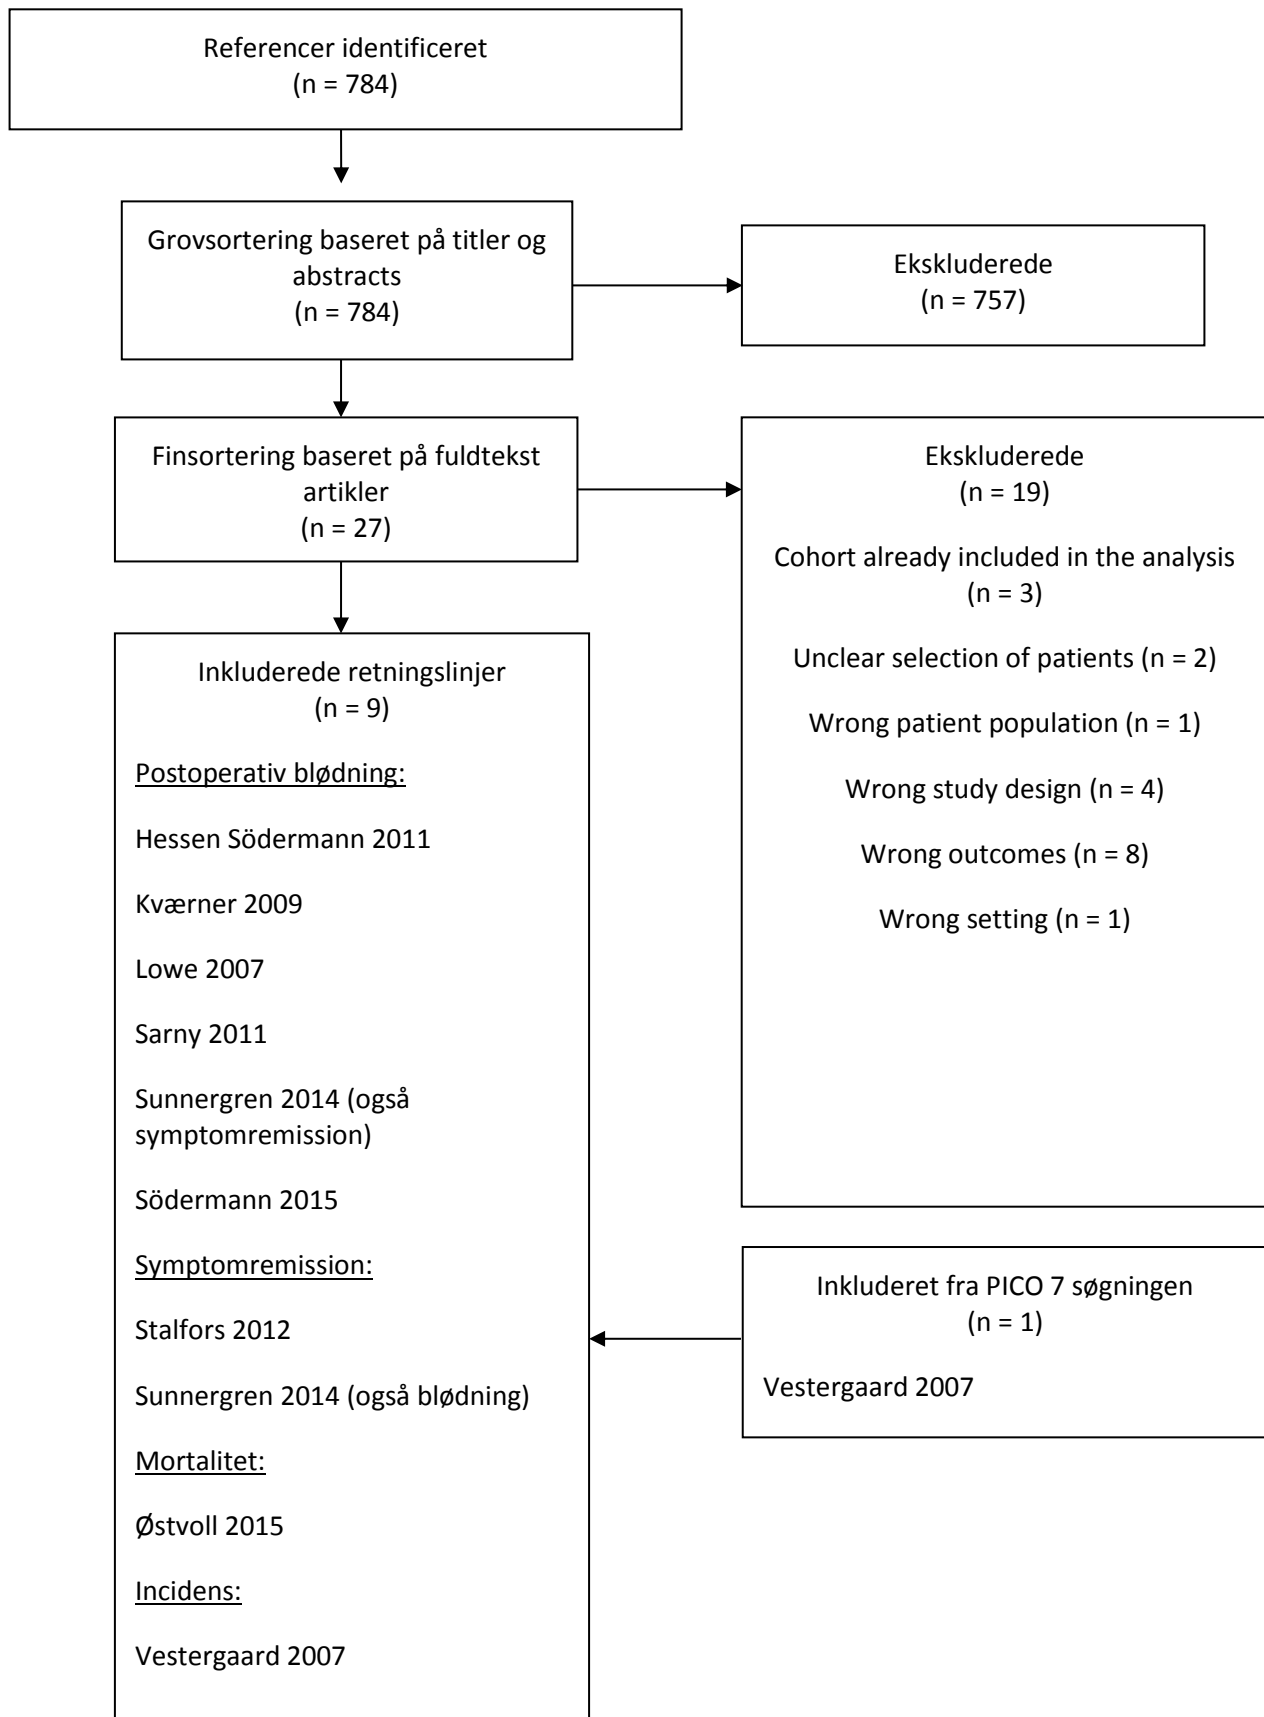 Referencer identificeret
(n = 784)
Grovsortering baseret på titler og
abstracts
(n = 784)
Ekskluderede
(n = 757)
Finsortering baseret på fuldtekst
artikler
(n = 27)
Ekskluderede
(n = 19)
Cohort already included in the analysis
(n = 3)
Unclear selection of patients (n = 2)
Wrong patient population (n = 1)
Wrong study design (n = 4)
Wrong outcomes (n = 8)
Wrong setting (n = 1)
Inkluderede retningslinjer
(n = 9)
Postoperativ blødning:
Hessen Södermann 2011
Kværner 2009
Lowe 2007
Sarny 2011
Sunnergren 2014 (også
symptomremission)
Södermann 2015
Symptomremission:
Stalfors 2012
Sunnergren 2014 (også blødning)
Mortalitet:
Østvoll 2015
Incidens:
Vestergaard 2007
Inkluderet fra PICO 7 søgningen
(n = 1)
Vestergaard 2007